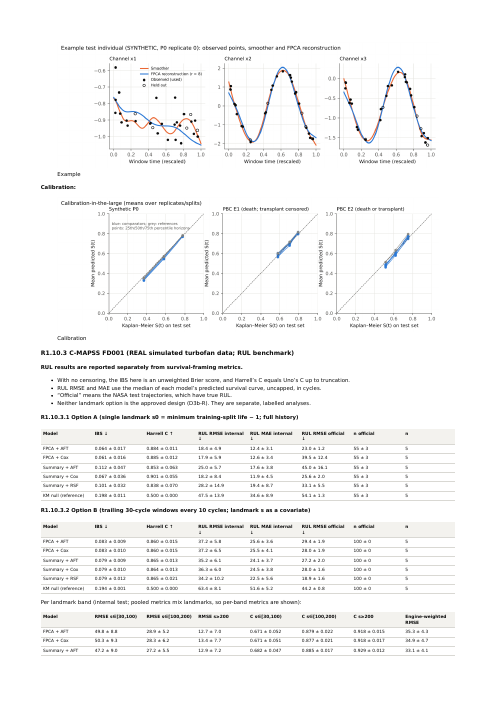 Example test individual (SYNTHETIC, P0 replicate 0): observed points, smoother and FPCA reconstruction
Channel x1
Channel x2
Channel x3
Smoother
FPCA reconstruction (r = 8)
Observed (used)
Held out
Window time (rescaled)
Window time (rescaled)
Window time (rescaled)
Example
Calibration:
Calibration-in-the-large (means over replicates/splits)
Synthetic P0
PBC E1 (death; transplant censored)
PBC E2 (death or transplant)
Mean predicted S(t)
Mean predicted S(t)
Mean predicted S(t)
Kaplan–Meier S(t) on test set
Kaplan–Meier S(t) on test set
Kaplan–Meier S(t) on test set
Calibration
R1.10.3 C-MAPSS FD001 (REAL simulated turbofan data; RUL benchmark)
RUL results are reported separately from survival-framing metrics.
• With no censoring, the IBS here is an unweighted Brier score, and Harrell's C equals Uno's C up to truncation.
• RUL RMSE and MAE use the median of each model's predicted survival curve, uncapped, in cycles.
• "Official" means the NASA test trajectories, which have true RUL.
• Neither landmark option is the approved design (D3b-R). They are separate, labelled analyses.
R1.10.3.1 Option A (single landmark s0 = minimum training-split life − 1; full history)
Model IBS ↓ Harrell C ↑ RUL RMSE internal ↓ RUL MAE internal ↓ RUL RMSE official ↓ n official n
FPCA + AFT 0.064 ± 0.017 0.884 ± 0.011 18.4 ± 4.9 12.4 ± 3.1 23.0 ± 1.2 55 ± 3 5
FPCA + Cox 0.061 ± 0.016 0.885 ± 0.012 17.9 ± 5.9 12.6 ± 3.4 39.5 ± 12.4 55 ± 3 5
Summary + AFT 0.112 ± 0.047 0.853 ± 0.063 25.0 ± 5.7 17.6 ± 3.8 45.0 ± 16.1 55 ± 3 5
Summary + Cox 0.067 ± 0.036 0.901 ± 0.055 18.2 ± 8.4 11.9 ± 4.5 25.6 ± 2.0 55 ± 3 5
Summary + RSF 0.101 ± 0.032 0.838 ± 0.070 28.2 ± 14.9 19.4 ± 8.7 33.1 ± 5.5 55 ± 3 5
KM null (reference) 0.198 ± 0.011 0.500 ± 0.000 47.5 ± 13.9 34.6 ± 8.9 54.1 ± 1.3 55 ± 3 5
R1.10.3.2 Option B (trailing 30-cycle windows every 10 cycles; landmark s as a covariate)
Model IBS ↓ Harrell C ↑ RUL RMSE internal ↓ RUL MAE internal ↓ RUL RMSE official ↓ n official n
FPCA + AFT 0.083 ± 0.009 0.860 ± 0.015 37.2 ± 5.8 25.6 ± 3.6 29.4 ± 1.9 100 ± 0 5
FPCA + Cox 0.083 ± 0.010 0.860 ± 0.015 37.2 ± 6.5 25.5 ± 4.1 28.0 ± 1.9 100 ± 0 5
Summary + AFT 0.079 ± 0.009 0.863 ± 0.013 35.2 ± 6.1 24.1 ± 3.7 27.2 ± 2.0 100 ± 0 5
Summary + Cox 0.079 ± 0.010 0.864 ± 0.013 36.3 ± 6.0 24.5 ± 3.8 28.0 ± 1.6 100 ± 0 5
Summary + RSF 0.079 ± 0.012 0.865 ± 0.021 34.2 ± 10.2 22.5 ± 5.6 18.9 ± 1.6 100 ± 0 5
KM null (reference) 0.194 ± 0.001 0.500 ± 0.000 63.4 ± 8.1 51.6 ± 5.2 44.2 ± 0.8 100 ± 0 5
Per landmark band (internal test; pooled metrics mix landmarks, so per-band metrics are shown):
Model RMSE s∈[30,100) RMSE s∈[100,200) RMSE s≥200 C s∈[30,100) C s∈[100,200) C s≥200 Engine-weighted RMSE
FPCA + AFT 49.8 ± 8.8 28.9 ± 5.2 12.7 ± 7.0 0.671 ± 0.052 0.879 ± 0.022 0.918 ± 0.015 35.3 ± 4.3
FPCA + Cox 50.3 ± 9.3 28.3 ± 6.2 13.4 ± 7.7 0.671 ± 0.051 0.877 ± 0.021 0.918 ± 0.017 34.9 ± 4.7
Summary + AFT 47.2 ± 9.0 27.2 ± 5.5 12.9 ± 7.2 0.682 ± 0.047 0.885 ± 0.017 0.929 ± 0.012 33.1 ± 4.1